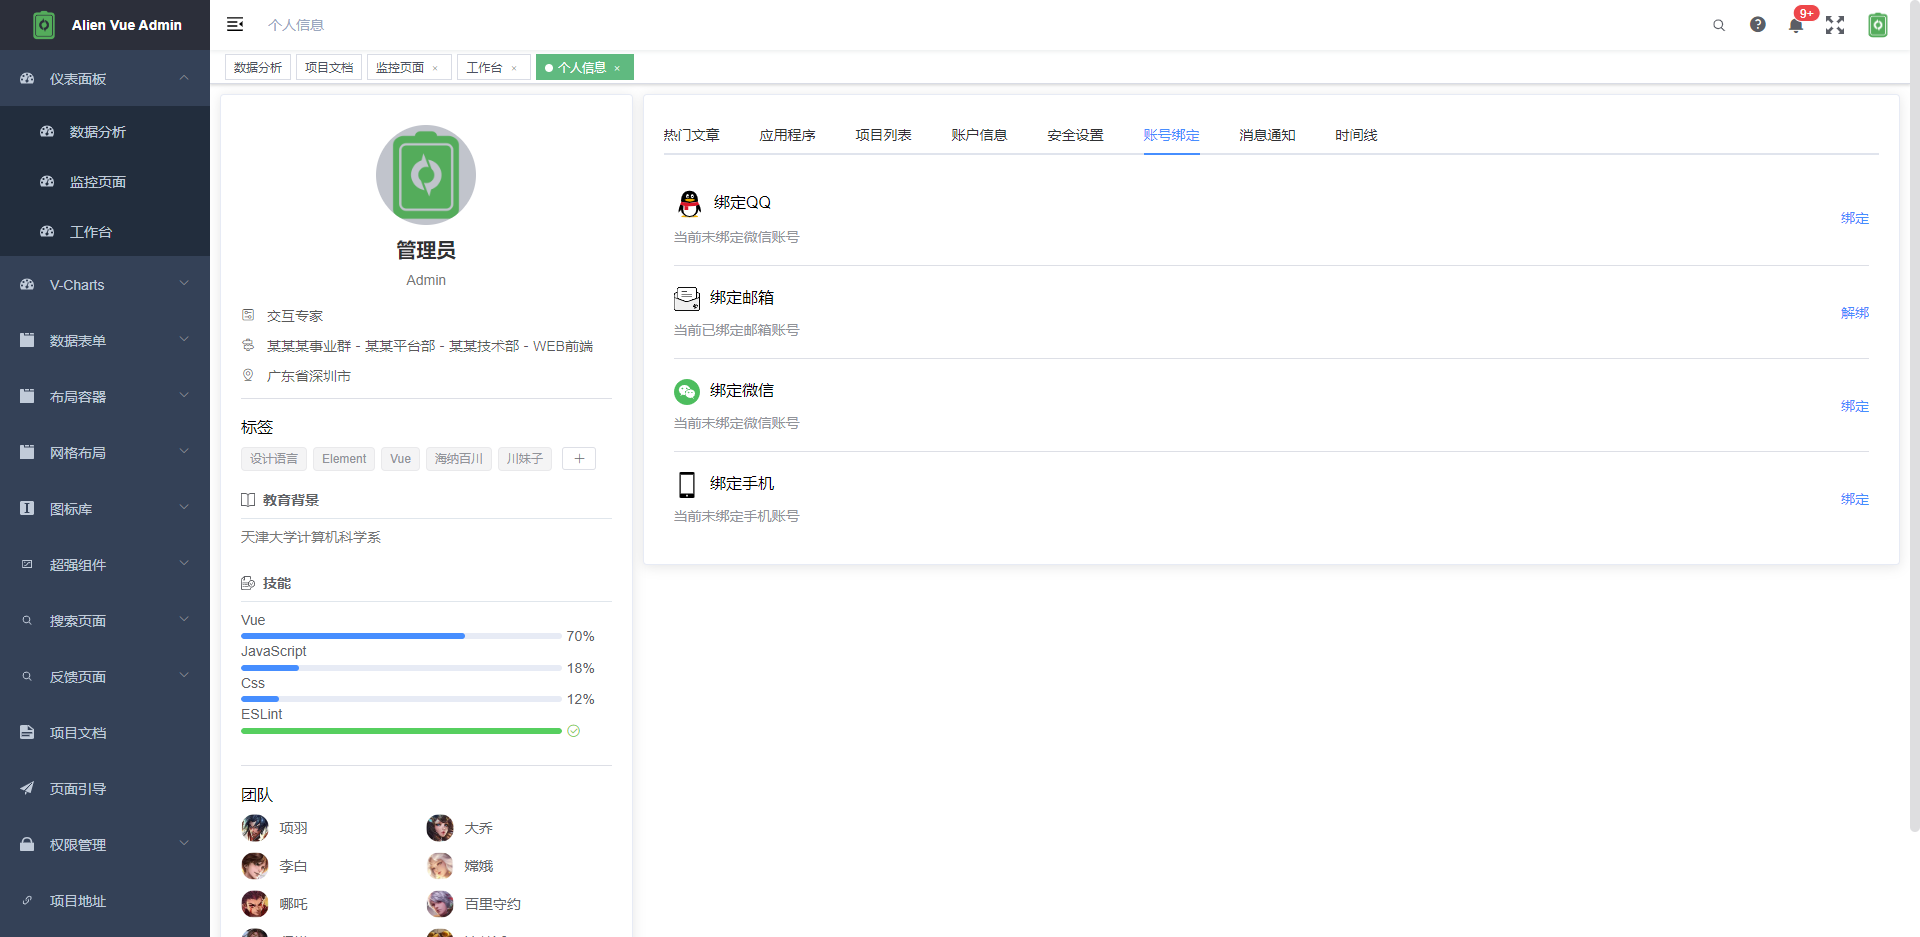 Alien Vue Admin
仪表面板
数据分析
监控页面
工作台
V-Charts
数据表单
布局容器
网格布局
图标库
超强组件
搜索页面
反馈页面
项目文档
页面引导
权限管理
项目地址
个人信息
9+
数据分析 项目文档 监控页面 × 工作台 × 个人信息 ×
管理员
Admin
交互专家
某某某事业群 - 某某平台部 - 某某技术部 - WEB前端
广东省深圳市
标签
设计语言 Element Vue 海纳百川 川妹子 +
教育背景
天津大学计算机科学系
技能
Vue
70%
JavaScript
18%
Css
12%
ESLint
团队
项羽 大乔
李白 嫦娥
哪吒 百里守约
热门文章 应用程序 项目列表 账户信息 安全设置 账号绑定 消息通知 时间线
绑定QQ
当前未绑定微信账号
绑定
绑定邮箱
当前已绑定邮箱账号
解绑
绑定微信
当前未绑定微信账号
绑定
绑定手机
当前未绑定手机账号
绑定